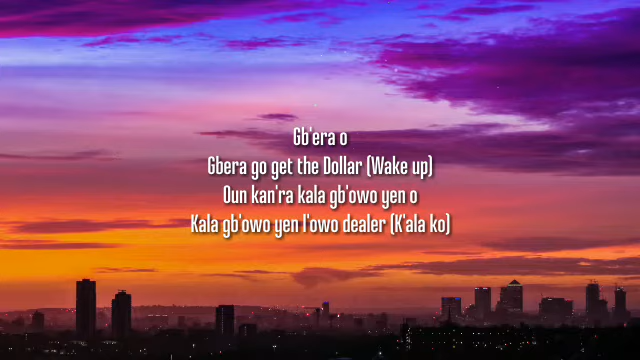 Gb'era o
Gbera go get the Dollar (Wake up)
Oun kan'ra kala gb'owo yen o
Kala gb'owo yen l'owo dealer (K'ala ko)